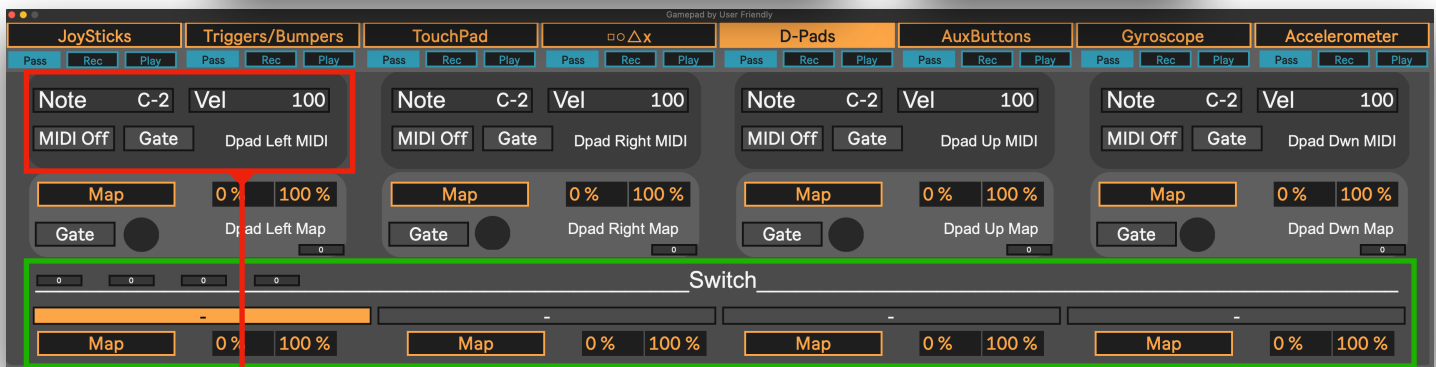 Gamepad by User Friendly
JoySticks Triggers/Bumpers TouchPad □○△x D-Pads AuxButtons Gyroscope Accelerometer
Pass Rec Play Pass Rec Play Pass Rec Play Pass Rec Play Pass Rec Play Pass Rec Play Pass Rec Play Pass Rec Play
Note C-2 Vel 100 Note C-2 Vel 100 Note C-2 Vel 100 Note C-2 Vel 100
MIDI Off Gate Dpad Left MIDI MIDI Off Gate Dpad Right MIDI MIDI Off Gate Dpad Up MIDI MIDI Off Gate Dpad Dwn MIDI
Map 0 % 100 % Map 0 % 100 % Map 0 % 100 % Map 0 % 100 %
Gate Dpad Left Map Gate Dpad Right Map Gate Dpad Up Map Gate Dpad Dwn Map
0 0 0 0
0 0 0 0 Switch
- - - -
Map 0 % 100 % Map 0 % 100 % Map 0 % 100 % Map 0 % 100 %